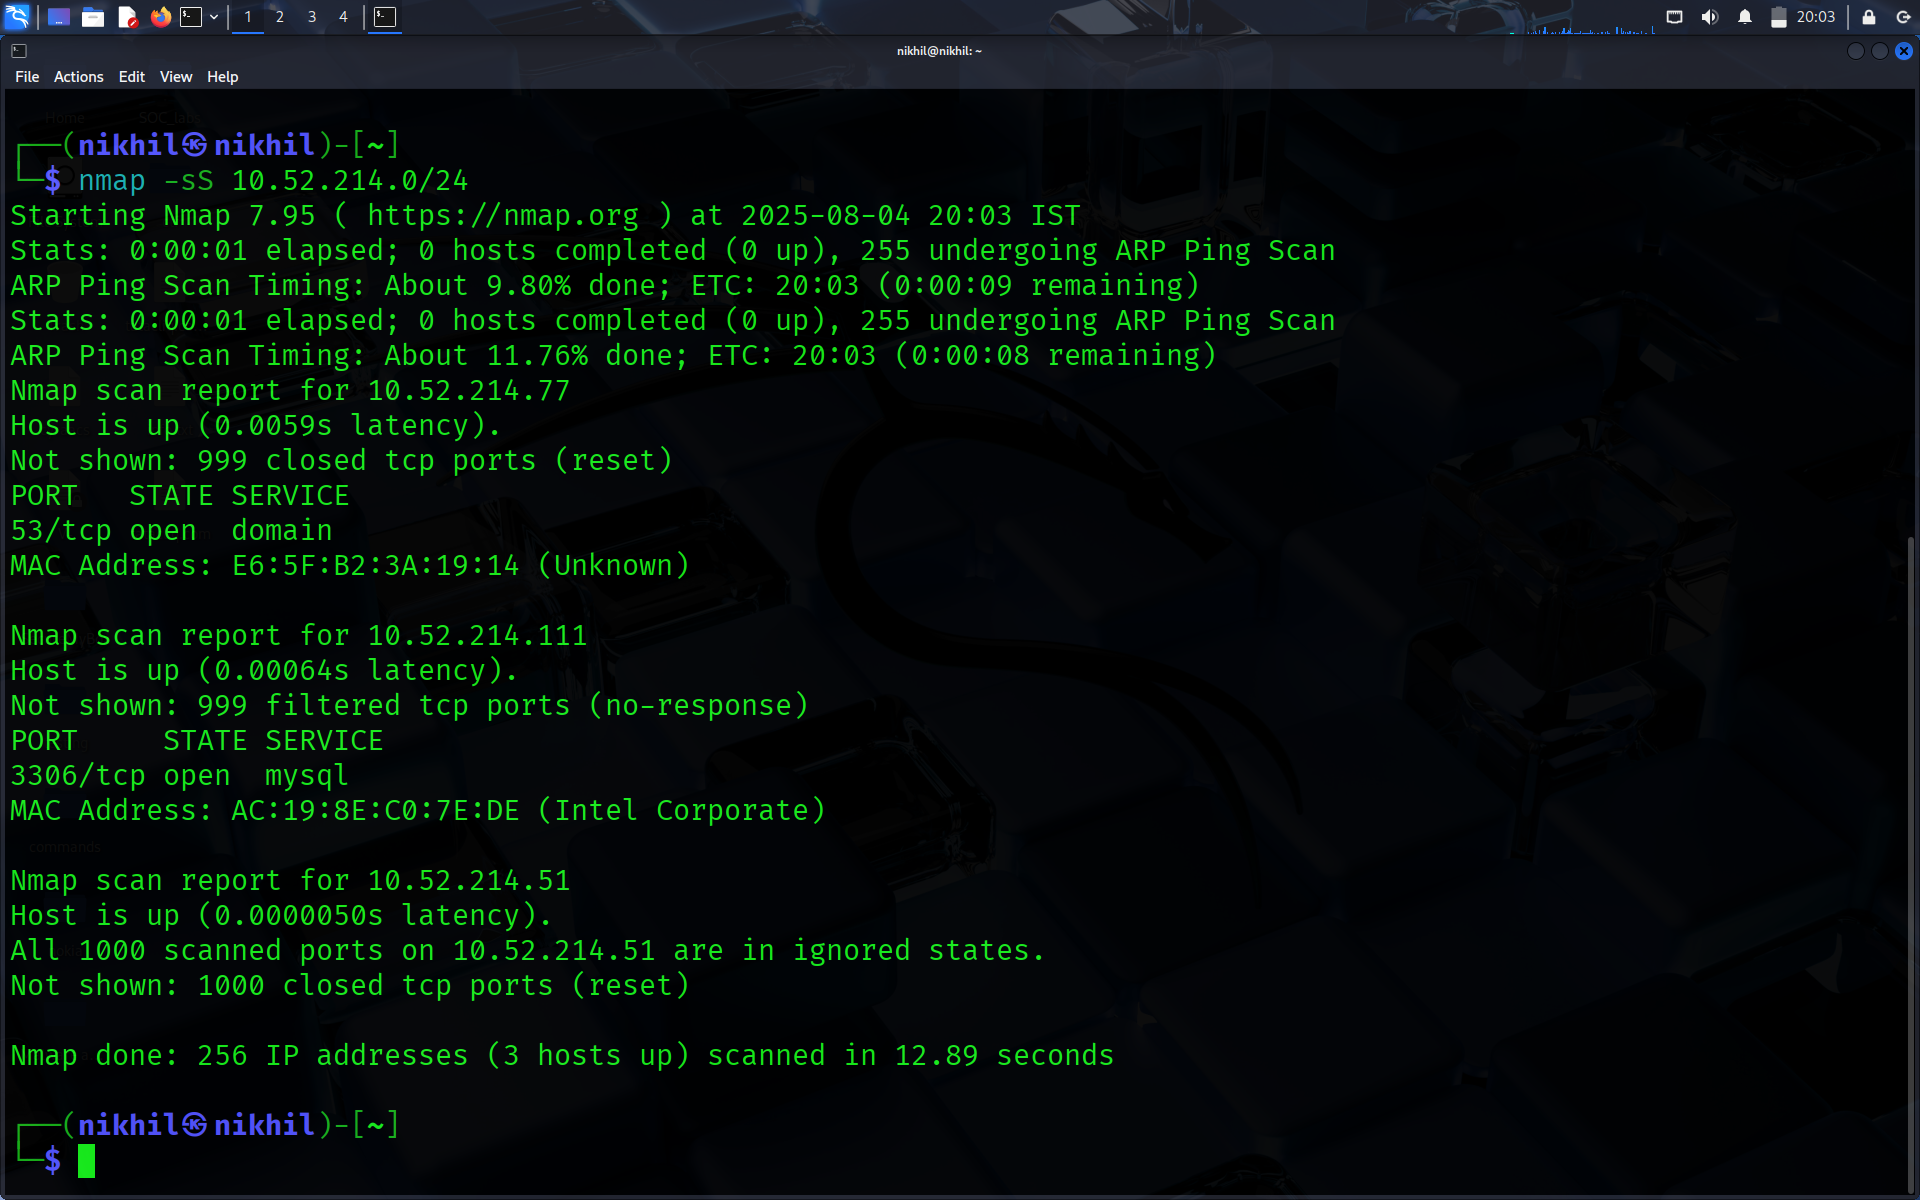 1 2 3 4 20:03
nikhil@nikhil: ~
File Actions Edit View Help
Home SOC_lab
┌──(nikhil㉿nikhil)-[~]
└─$ nmap -sS 10.52.214.0/24
Starting Nmap 7.95 ( https://nmap.org ) at 2025-08-04 20:03 IST
Stats: 0:00:01 elapsed; 0 hosts completed (0 up), 255 undergoing ARP Ping Scan
ARP Ping Scan Timing: About 9.80% done; ETC: 20:03 (0:00:09 remaining)
Stats: 0:00:01 elapsed; 0 hosts completed (0 up), 255 undergoing ARP Ping Scan
ARP Ping Scan Timing: About 11.76% done; ETC: 20:03 (0:00:08 remaining)
Nmap scan report for 10.52.214.77
Host is up (0.0059s latency).
Not shown: 999 closed tcp ports (reset)
PORT   STATE SERVICE
53/tcp open  domain
MAC Address: E6:5F:B2:3A:19:14 (Unknown)
Nmap scan report for 10.52.214.111
Host is up (0.00064s latency).
Not shown: 999 filtered tcp ports (no-response)
PORT     STATE SERVICE
3306/tcp open  mysql
MAC Address: AC:19:8E:C0:7E:DE (Intel Corporate)
commands
Nmap scan report for 10.52.214.51
Host is up (0.0000050s latency).
All 1000 scanned ports on 10.52.214.51 are in ignored states.
Not shown: 1000 closed tcp ports (reset)
Nmap done: 256 IP addresses (3 hosts up) scanned in 12.89 seconds
┌──(nikhil㉿nikhil)-[~]
└─$